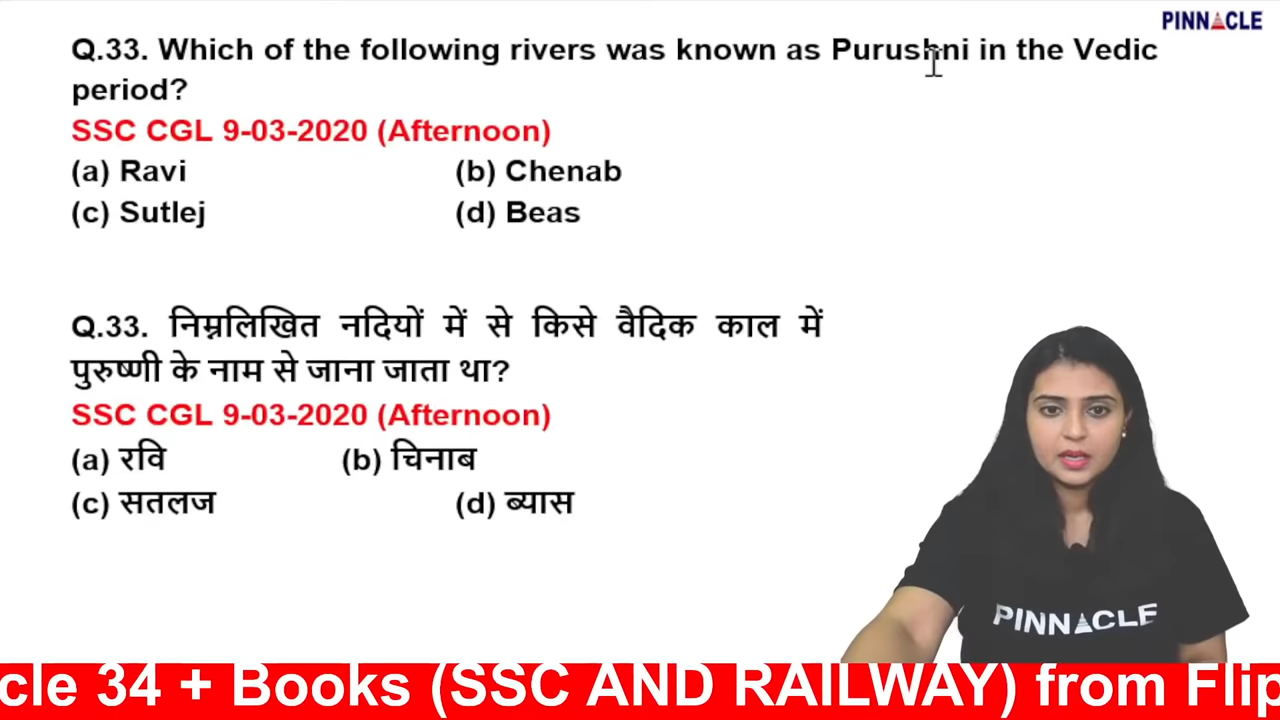 PINNACLE
Q.33. Which of the following rivers was known as Purushni in the Vedic
period?
SSC CGL 9-03-2020 (Afternoon)
(a) Ravi (b) Chenab
(c) Sutlej (d) Beas
Q.33. निम्नलिखित नदियों में से किसे वैदिक काल में
पुरुष्णी के नाम से जाना जाता था?
SSC CGL 9-03-2020 (Afternoon)
(a) रवि (b) चिनाब
(c) सतलज (d) ब्यास
PINNACLE
cle 34 + Books (SSC AND RAILWAY) from Flip